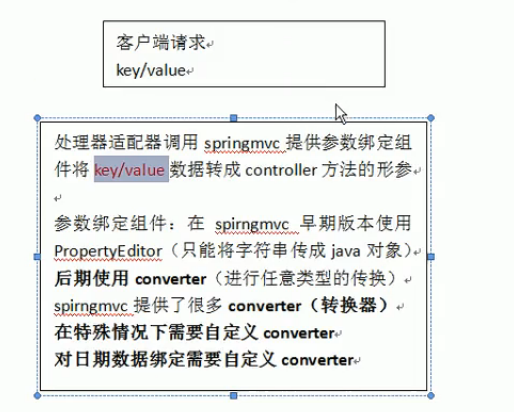 客户端请求
key/value
处理器适配器调用 springmvc 提供参数绑定组
件将 key/value 数据转成 controller 方法的形参
参数绑定组件：在 spirngmvc 早期版本使用
PropertyEditor（只能将字符串传成 java 对象）
后期使用 converter（进行任意类型的传换）
spirngmvc 提供了很多 converter（转换器）
在特殊情况下需要自定义 converter
对日期数据绑定需要自定义 converter